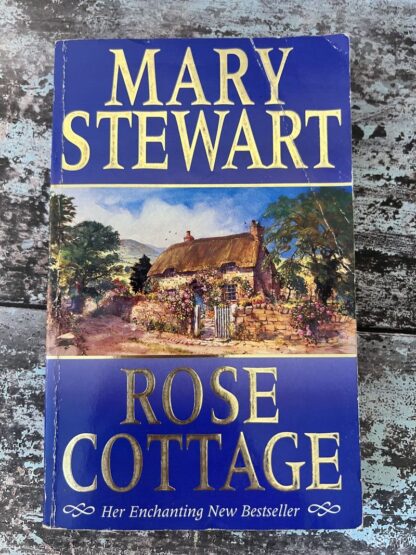 MARY
STEWART
ROSE
COTTAGE
Her Enchanting New Bestseller